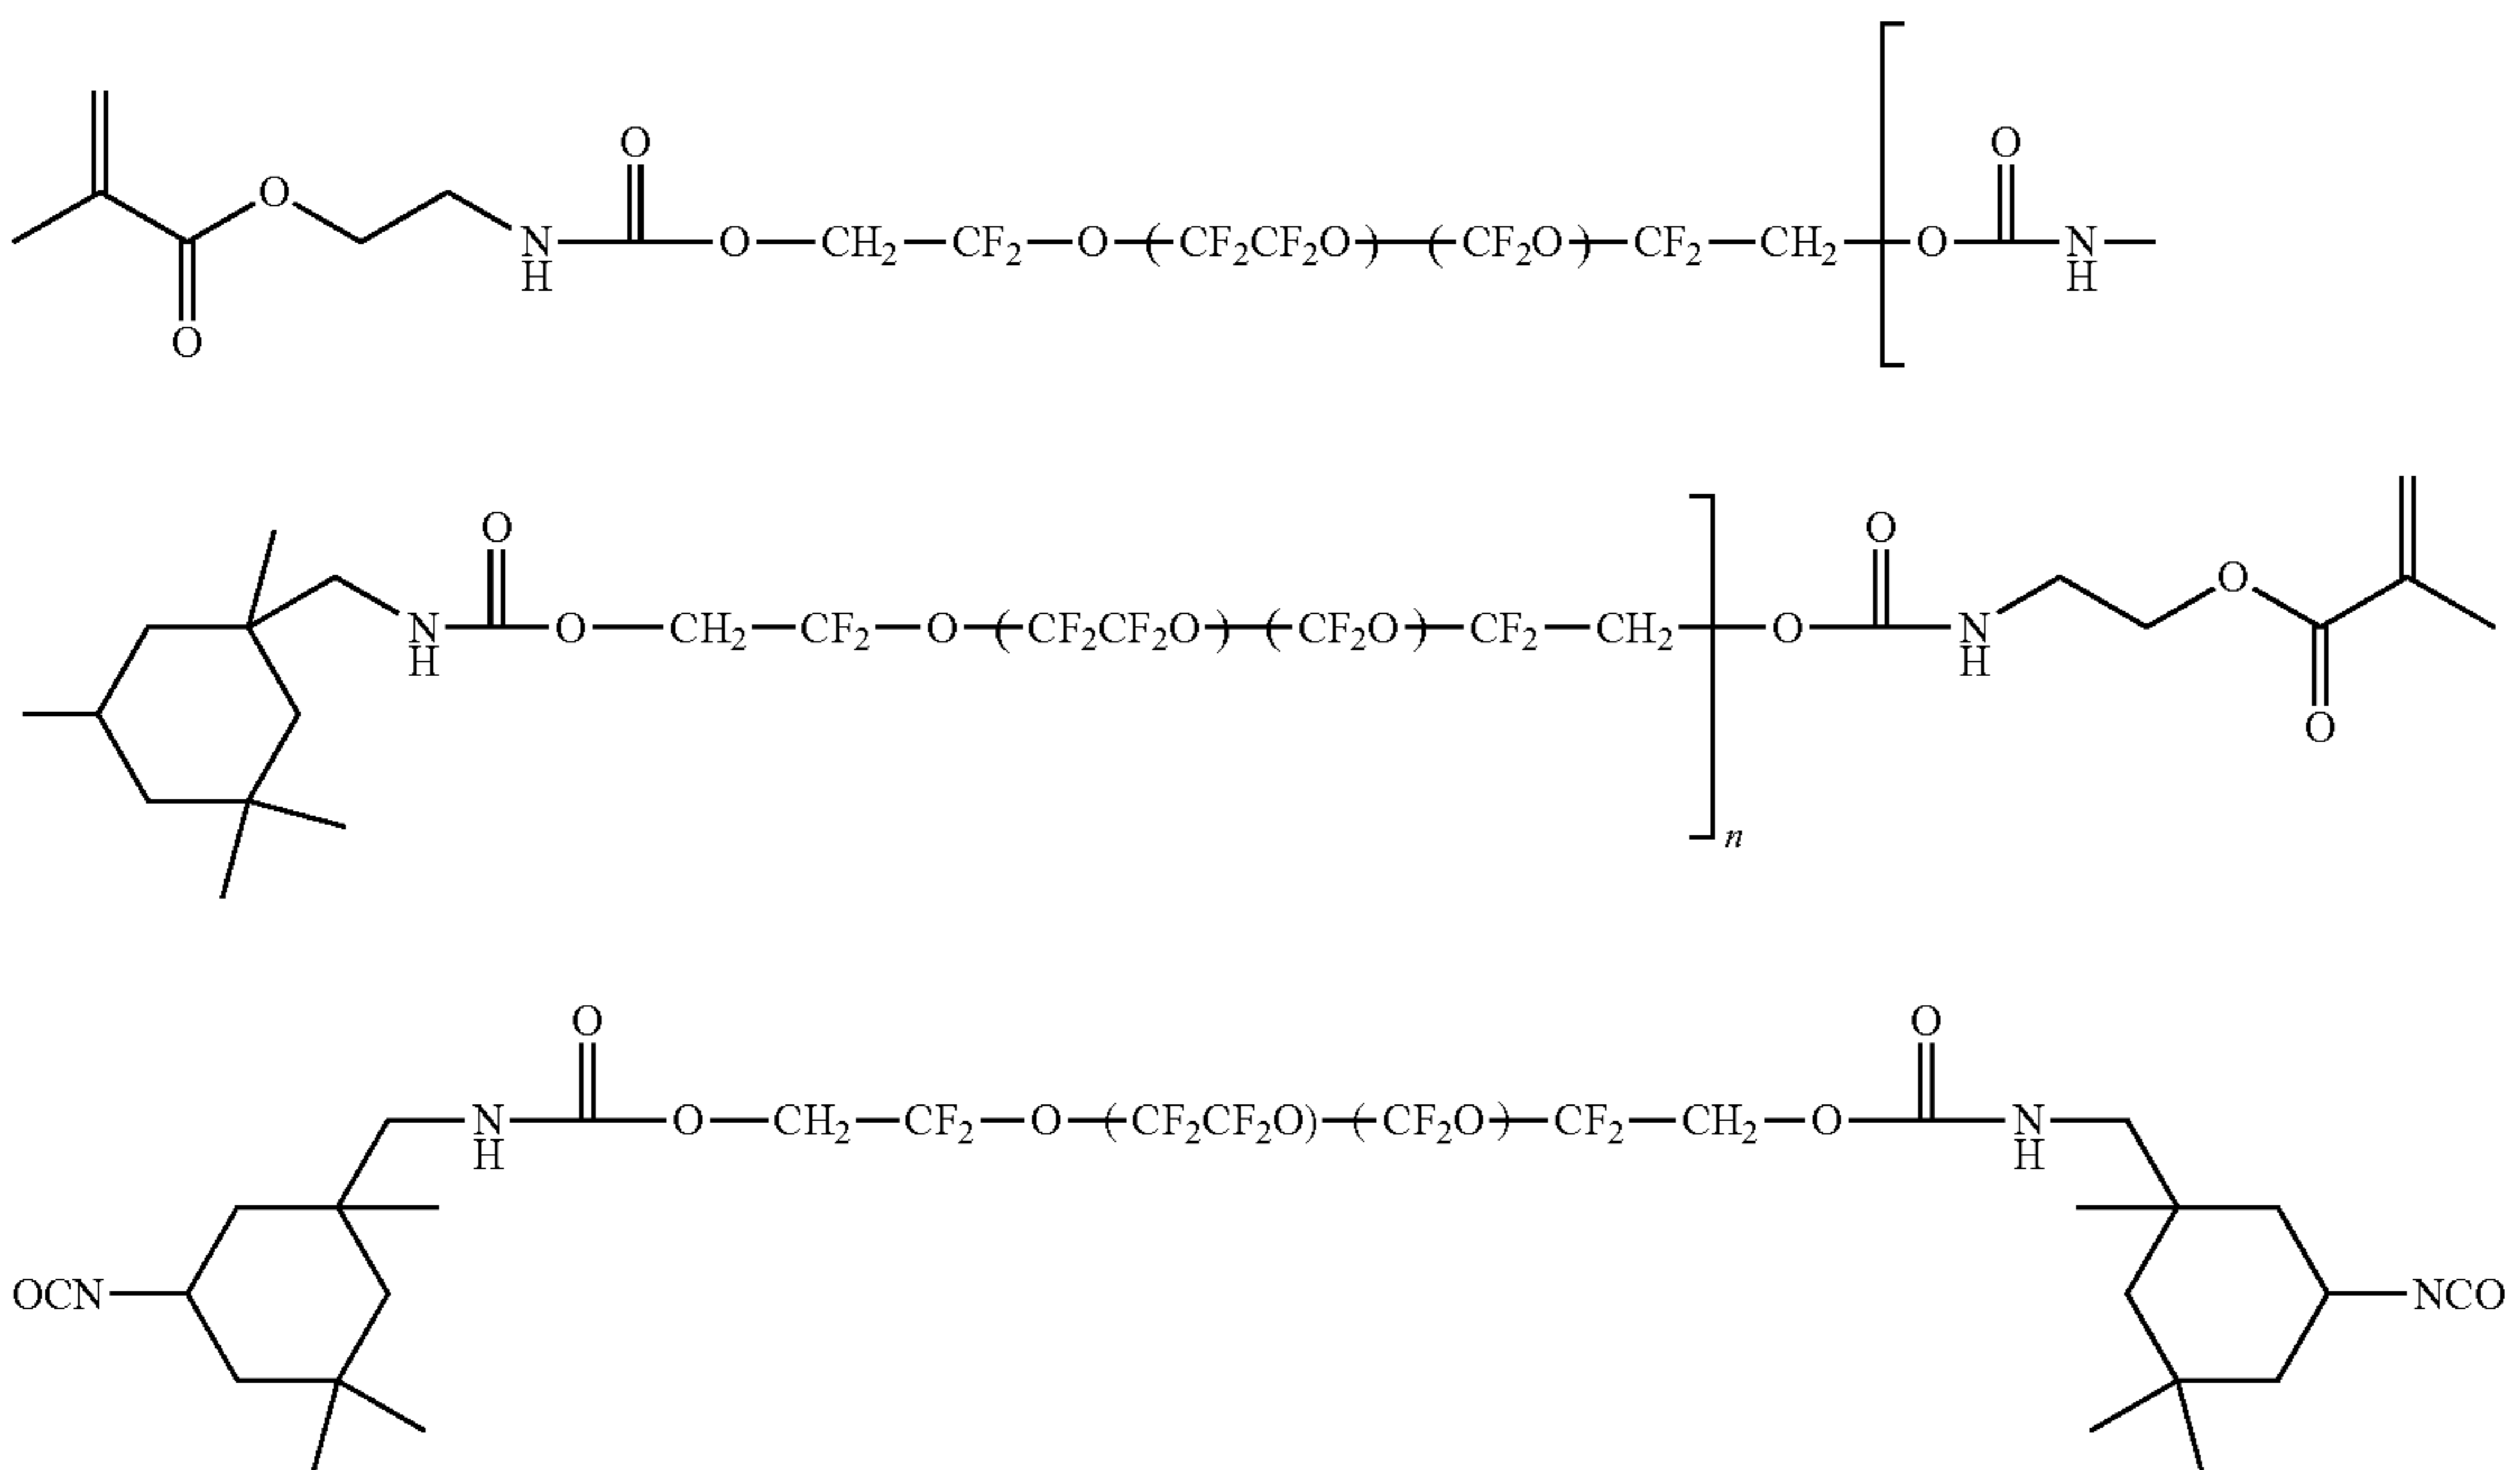 O O
O N H O CH₂ CF₂ O ( CF₂CF₂O ) ( CF₂O ) CF₂ CH₂ [ O N H
O
O O
N H O CH₂ CF₂ O ( CF₂CF₂O ) ( CF₂O ) CF₂ CH₂ ] O N H O
O
n
O O
N H O CH₂ CF₂ O ( CF₂CF₂O ) ( CF₂O ) CF₂ CH₂ O N H
OCN NCO